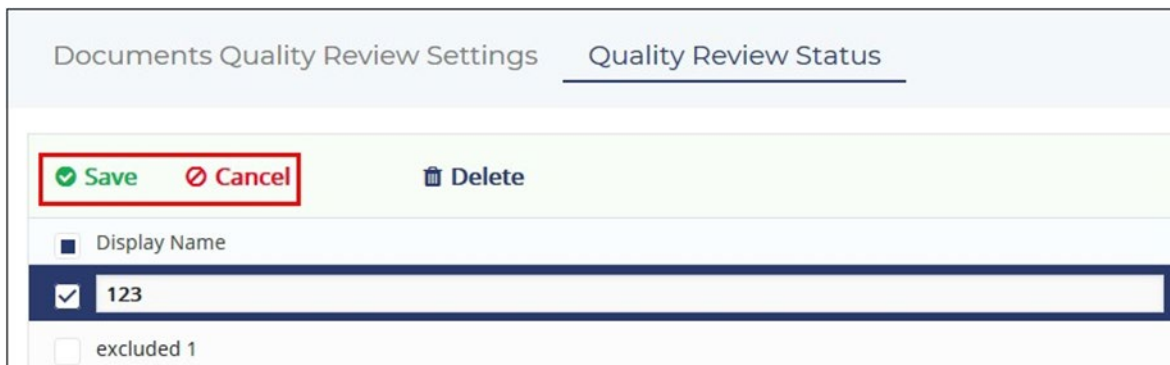 Documents Quality Review Settings Quality Review Status
Save Cancel Delete
Display Name
123
excluded 1